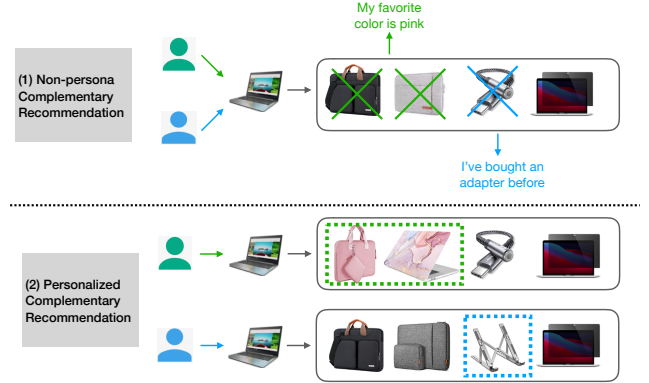 My favorite
color is pink
(1) Non-persona
Complementary
Recommendation
I've bought an
adapter before
(2) Personalized
Complementary
Recommendation